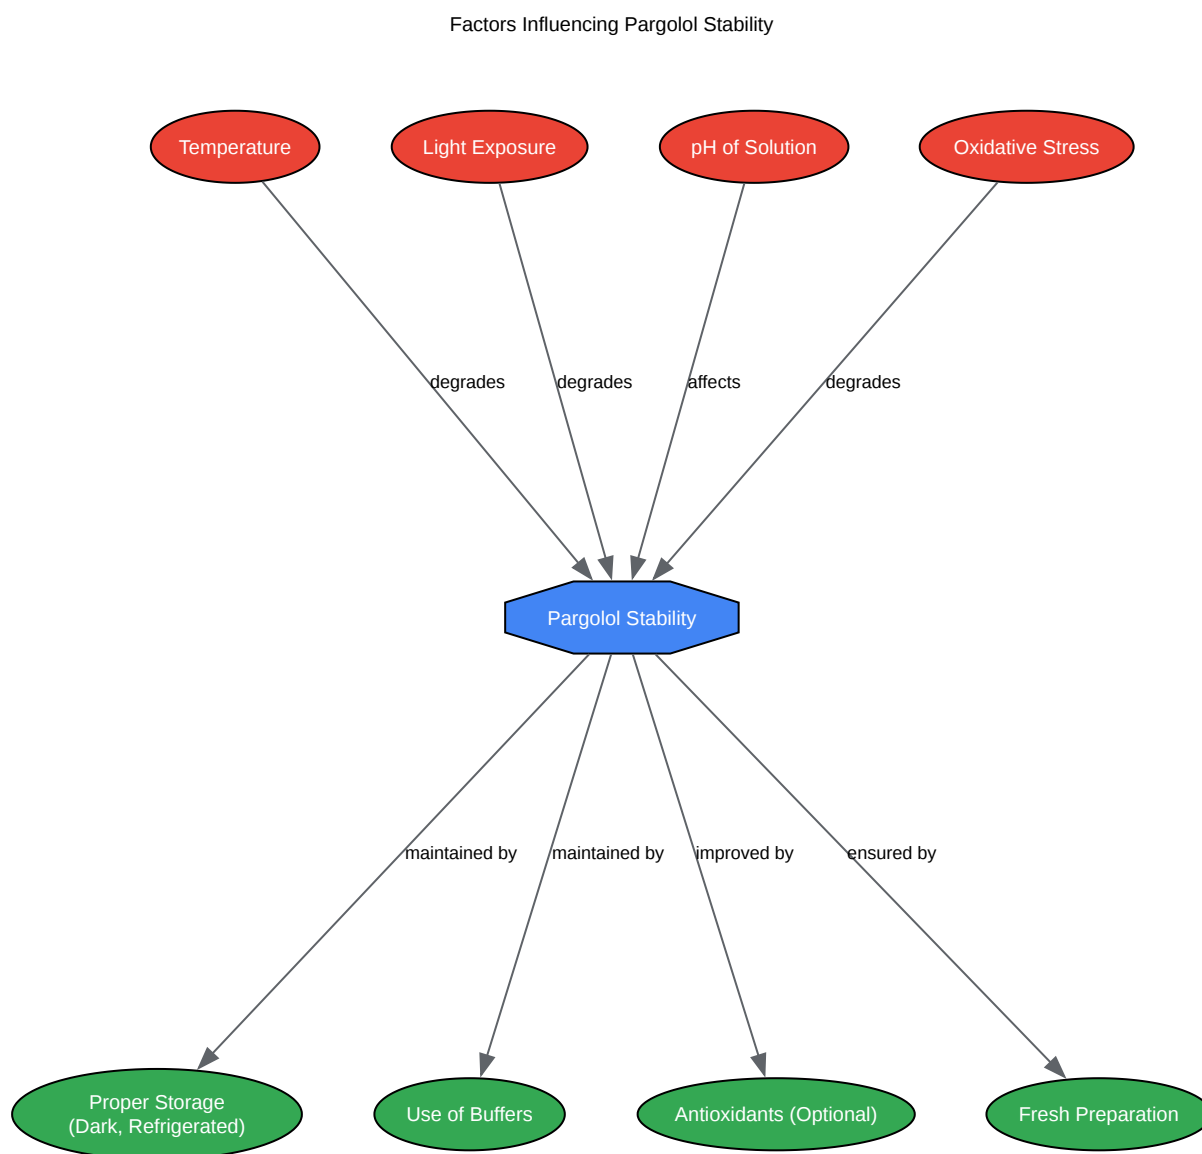 Factors Influencing Pargolol Stability
Temperature
Light Exposure
pH of Solution
Oxidative Stress
degrades
degrades
affects
degrades
Pargolol Stability
maintained by
maintained by
improved by
ensured by
Proper Storage
(Dark, Refrigerated)
Use of Buffers
Antioxidants (Optional)
Fresh Preparation